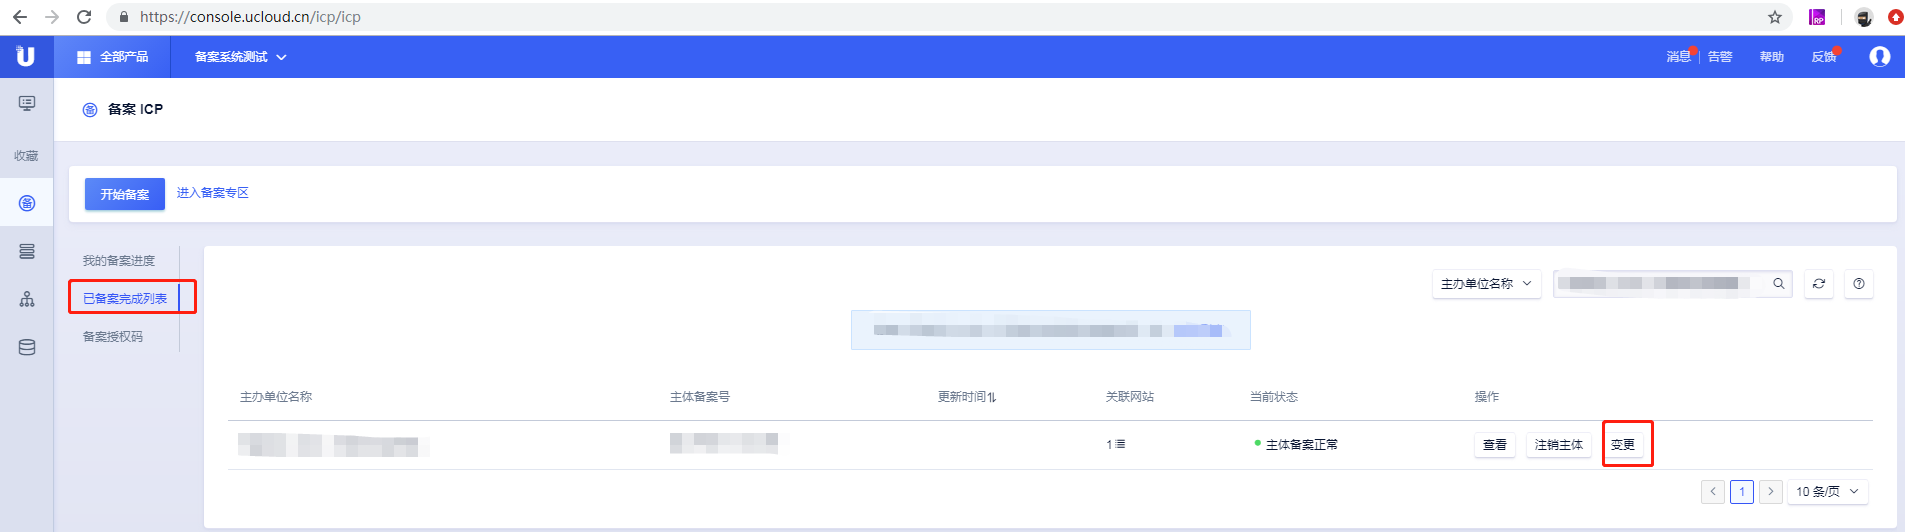 https://console.ucloud.cn/icp/icp
全部产品 备案系统测试 消息 告警 帮助 反馈
备 备案 ICP
收藏
开始备案 进入备案专区
备
我的备案进度
已备案完成列表 主办单位名称
备案授权码
主办单位名称 主体备案号 更新时间 关联网站 当前状态 操作
1 主体备案正常 查看 注销主体 变更
1 10 条/页